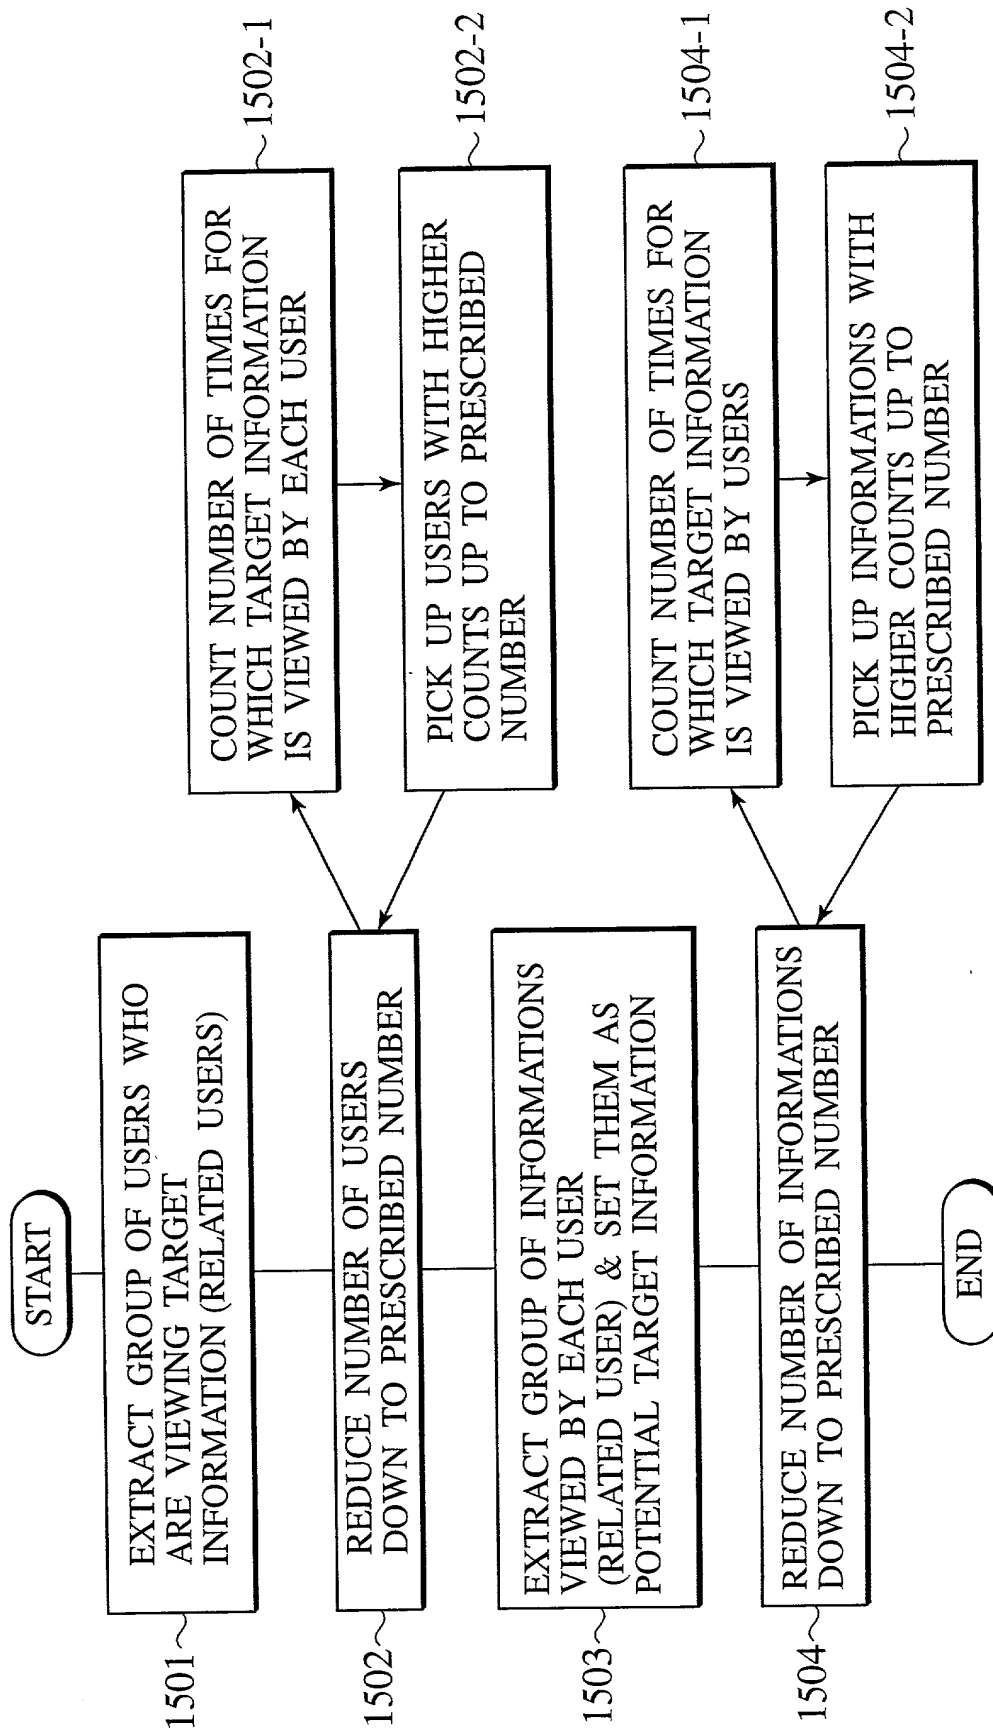 START
1501
EXTRACT GROUP OF USERS WHO
ARE VIEWING TARGET
INFORMATION (RELATED USERS)
1502
REDUCE NUMBER OF USERS
DOWN TO PRESCRIBED NUMBER
1502-1
COUNT NUMBER OF TIMES FOR
WHICH TARGET INFORMATION
IS VIEWED BY EACH USER
1502-2
PICK UP USERS WITH HIGHER
COUNTS UP TO PRESCRIBED
NUMBER
1503
EXTRACT GROUP OF INFORMATIONS
VIEWED BY EACH USER
(RELATED USER) & SET THEM AS
POTENTIAL TARGET INFORMATION
1504
REDUCE NUMBER OF INFORMATIONS
DOWN TO PRESCRIBED NUMBER
1504-1
COUNT NUMBER OF TIMES FOR
WHICH TARGET INFORMATION
IS VIEWED BY USERS
1504-2
PICK UP INFORMATIONS WITH
HIGHER COUNTS UP TO
PRESCRIBED NUMBER
END